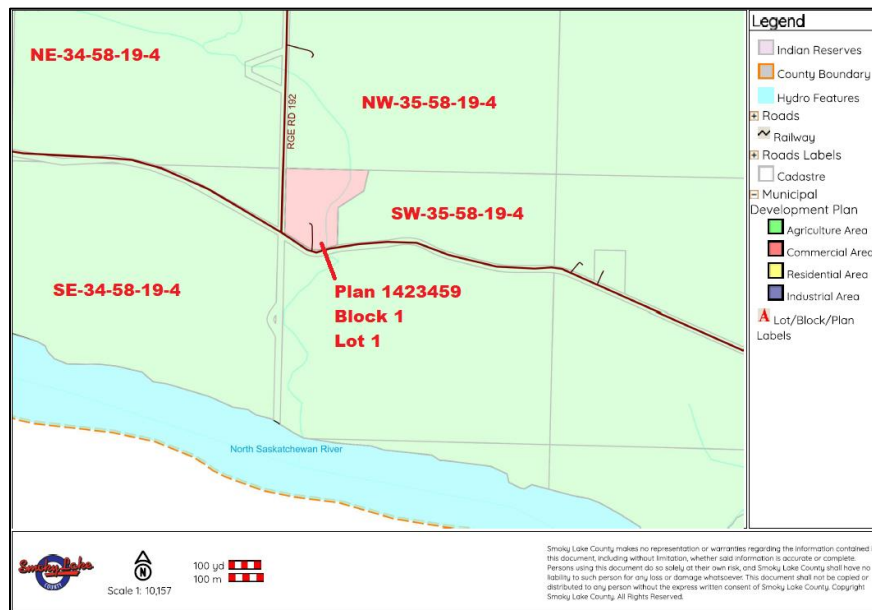 NE-34-58-19-4
NW-35-58-19-4
RGE RD 192
SW-35-58-19-4
SE-34-58-19-4
Plan 1423459
Block 1
Lot 1
North Saskatchewan River
Legend
Indian Reserves
County Boundary
Hydro Features
Roads
Railway
Roads Labels
Cadastre
Municipal
Development Plan
Agriculture Area
Commercial Area
Residential Area
Industrial Area
A Lot/Block/Plan
Labels
Smoky Lake
COUNTY
N
Scale 1: 10,157
100 yd
100 m
Smoky Lake County makes no representation or warranties regarding the information contained i
this document, including without limitation, whether said information is accurate or complete.
Persons using this document do so solely at their own risk, and Smoky Lake County shall have no
liability to such person for any loss or damage whatsoever. This document shall not be copied or
distributed to any person without the express written consent of Smoky Lake County. Copyright
Smoky Lake County. All Rights Reserved.